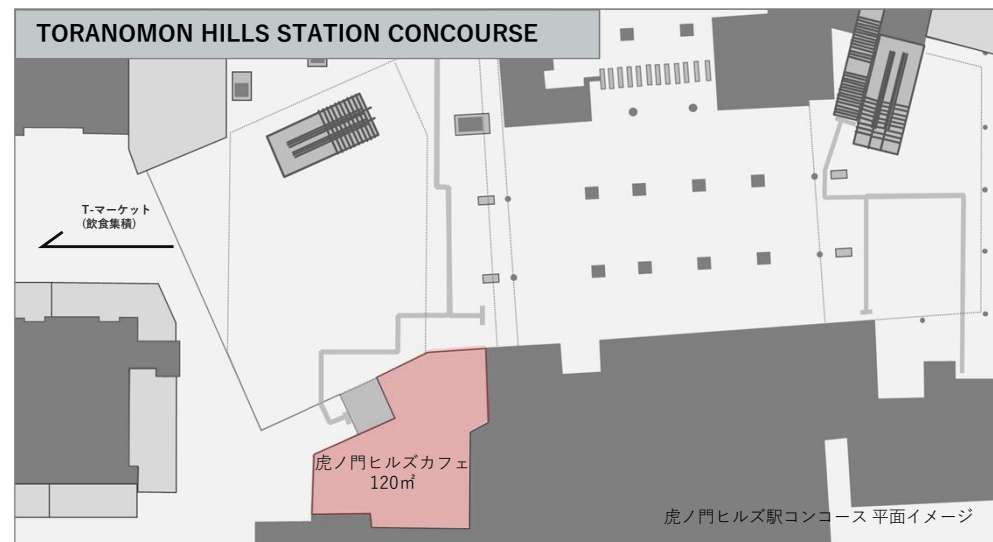 TORANOMON HILLS STATION CONCOURSE
T-マーケット
(飲食集積)
虎ノ門ヒルズカフェ
120㎡
虎ノ門ヒルズ駅コンコース 平面イメージ